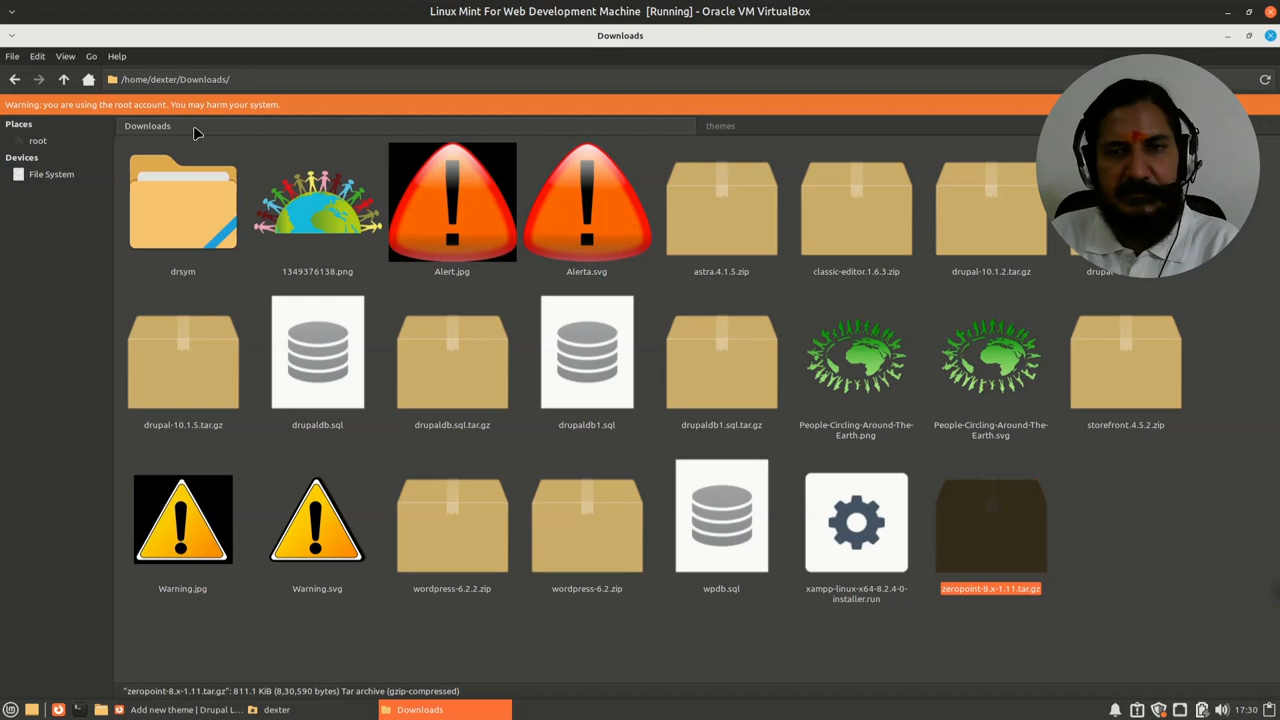 Linux Mint For Web Development Machine [Running] - Oracle VM VirtualBox
Downloads
File Edit View Go Help
/home/dexter/Downloads/
Warning: you are using the root account. You may harm your system.
Places
root
Devices
File System
Downloads
themes
drsym
1349376138.png
Alert.jpg
Alerta.svg
astra.4.1.5.zip
classic-editor.1.6.3.zip
drupal-10.1.2.tar.gz
drupaldb.sql
drupal-10.1.5.tar.gz
drupaldb.sql.tar.gz
drupaldb1.sql
drupaldb1.sql.tar.gz
People-Circling-Around-The-
Earth.png
People-Circling-Around-The-
Earth.svg
storefront.4.5.2.zip
Warning.jpg
Warning.svg
wordpress-6.2.2.zip
wordpress-6.2.zip
wpdb.sql
xampp-linux-x64-8.2.4-0-
installer.run
zeropoint-8.x-1.11.tar.gz
"zeropoint-8.x-1.11.tar.gz": 811.1 KiB (8,30,590 bytes) Tar archive (gzip-compressed)
Add new theme | Drupal L...
dexter
Downloads
17:30